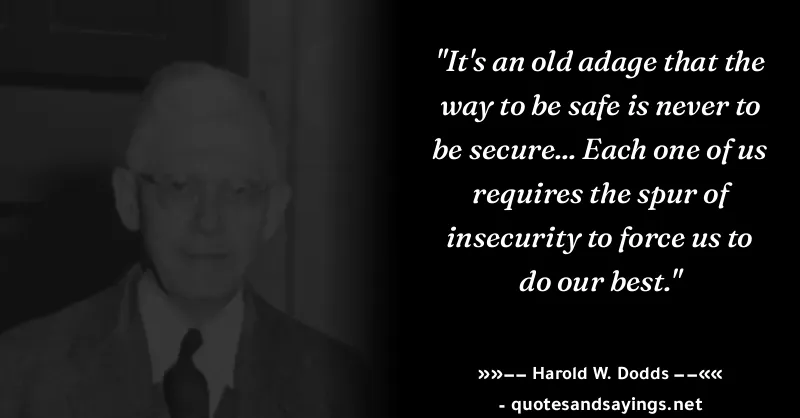 "It's an old adage that the
way to be safe is never to
be secure... Each one of us
requires the spur of
insecurity to force us to
do our best."
»»−− Harold W. Dodds −−««
- quotesandsayings.net